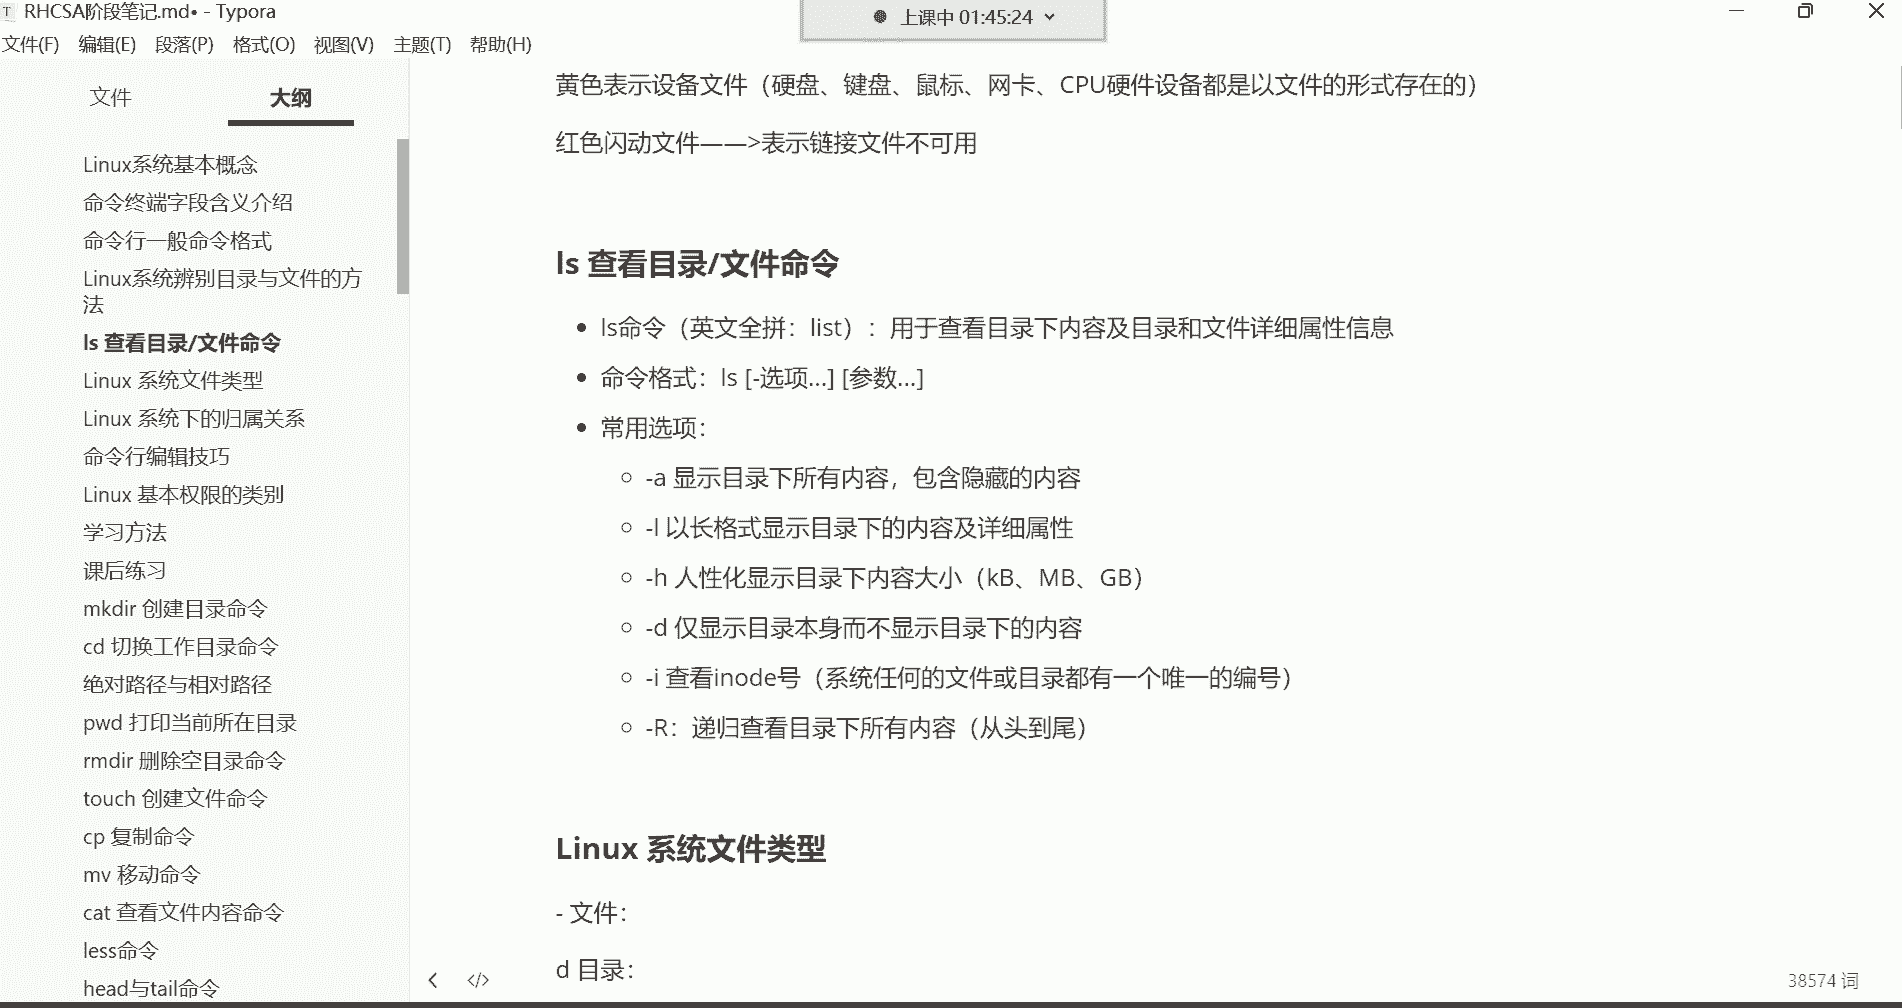 RHCSA阶段笔记.md• - Typora
上课中 01:45:24
文件(F) 编辑(E) 段落(P) 格式(O) 视图(V) 主题(T) 帮助(H)
文件 大纲
Linux系统基本概念
命令终端字段含义介绍
命令行一般命令格式
Linux系统辨别目录与文件的方
法
ls 查看目录/文件命令
Linux 系统文件类型
Linux 系统下的归属关系
命令行编辑技巧
Linux 基本权限的类别
学习方法
课后练习
mkdir 创建目录命令
cd 切换工作目录命令
绝对路径与相对路径
pwd 打印当前所在目录
rmdir 删除空目录命令
touch 创建文件命令
cp 复制命令
mv 移动命令
cat 查看文件内容命令
less命令
head与tail命令
黄色表示设备文件（硬盘、键盘、鼠标、网卡、CPU硬件设备都是以文件的形式存在的）
红色闪动文件——>表示链接文件不可用
ls 查看目录/文件命令
ls命令（英文全拼：list）：用于查看目录下内容及目录和文件详细属性信息
命令格式：ls [-选项...] [参数...]
常用选项：
-a 显示目录下所有内容，包含隐藏的内容
-l 以长格式显示目录下的内容及详细属性
-h 人性化显示目录下内容大小（kB、MB、GB）
-d 仅显示目录本身而不显示目录下的内容
-i 查看inode号（系统任何的文件或目录都有一个唯一的编号）
-R：递归查看目录下所有内容（从头到尾）
Linux 系统文件类型
- 文件：
d 目录：
38574 词